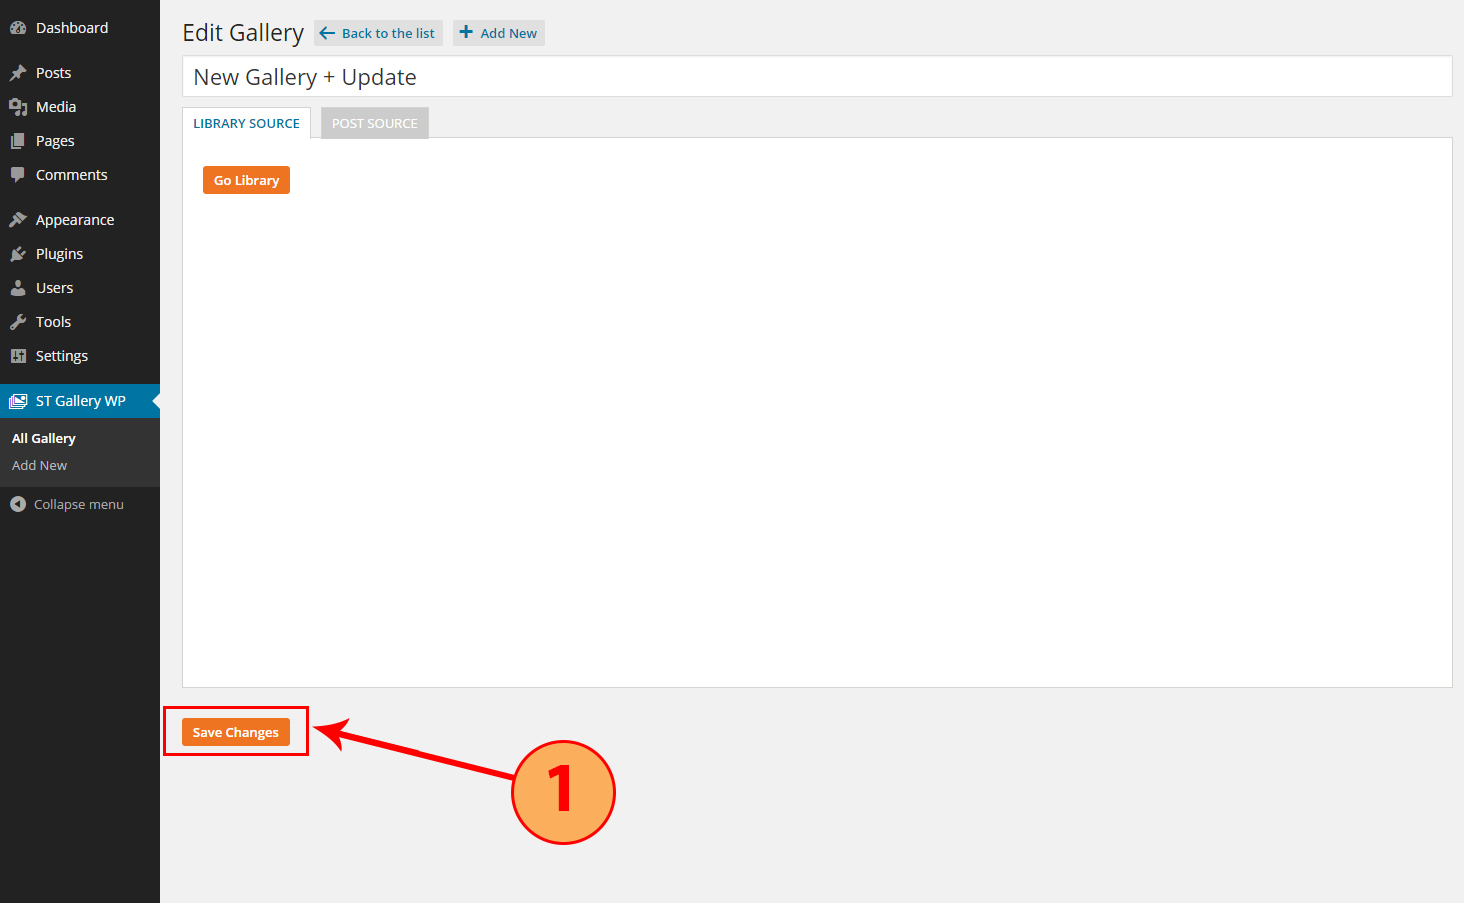 Dashboard
Posts
Media
Pages
Comments
Appearance
Plugins
Users
Tools
Settings
ST Gallery WP
All Gallery
Add New
Collapse menu
Edit Gallery
Back to the list
Add New
New Gallery + Update
LIBRARY SOURCE
POST SOURCE
Go Library
Save Changes
1